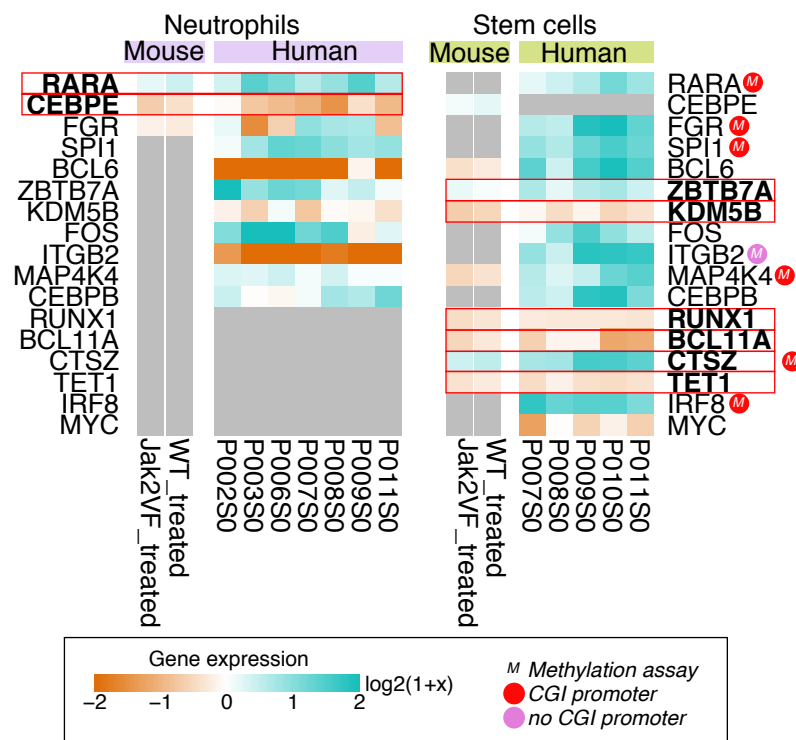 Neutrophils
Stem cells
Mouse
Human
Mouse
Human
RARA
CEBPE
FGR
SPI1
BCL6
ZBTB7A
KDM5B
FOS
ITGB2
MAP4K4
CEBPB
RUNX1
BCL11A
CTSZ
TET1
IRF8
MYC
RARA M
CEBPE
FGR M
SPI1 M
BCL6
ZBTB7A
KDM5B
FOS
ITGB2 M
MAP4K4 M
CEBPB
RUNX1
BCL11A
CTSZ M
TET1
IRF8 M
MYC
Jak2VF_treated
WT_treated
P002S0
P003S0
P006S0
P007S0
P008S0
P009S0
P011S0
Jak2VF_treated
WT_treated
P007S0
P008S0
P009S0
P010S0
P011S0
Gene expression
log2(1+x)
−2 −1 0 1 2
M Methylation assay
CGI promoter
no CGI promoter